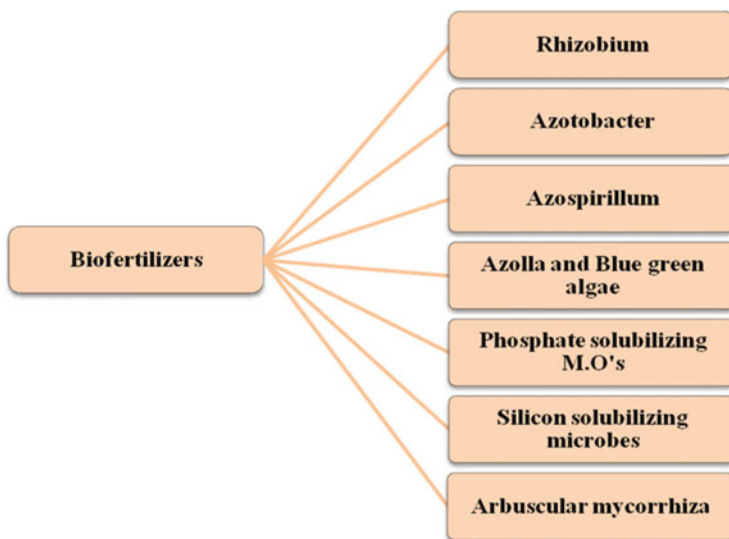 Rhizobium
Azotobacter
Azospirillum
Biofertilizers
Azolla and Blue green
algae
Phosphate solubilizing
M.O's
Silicon solubilizing
microbes
Arbuscular mycorrhiza